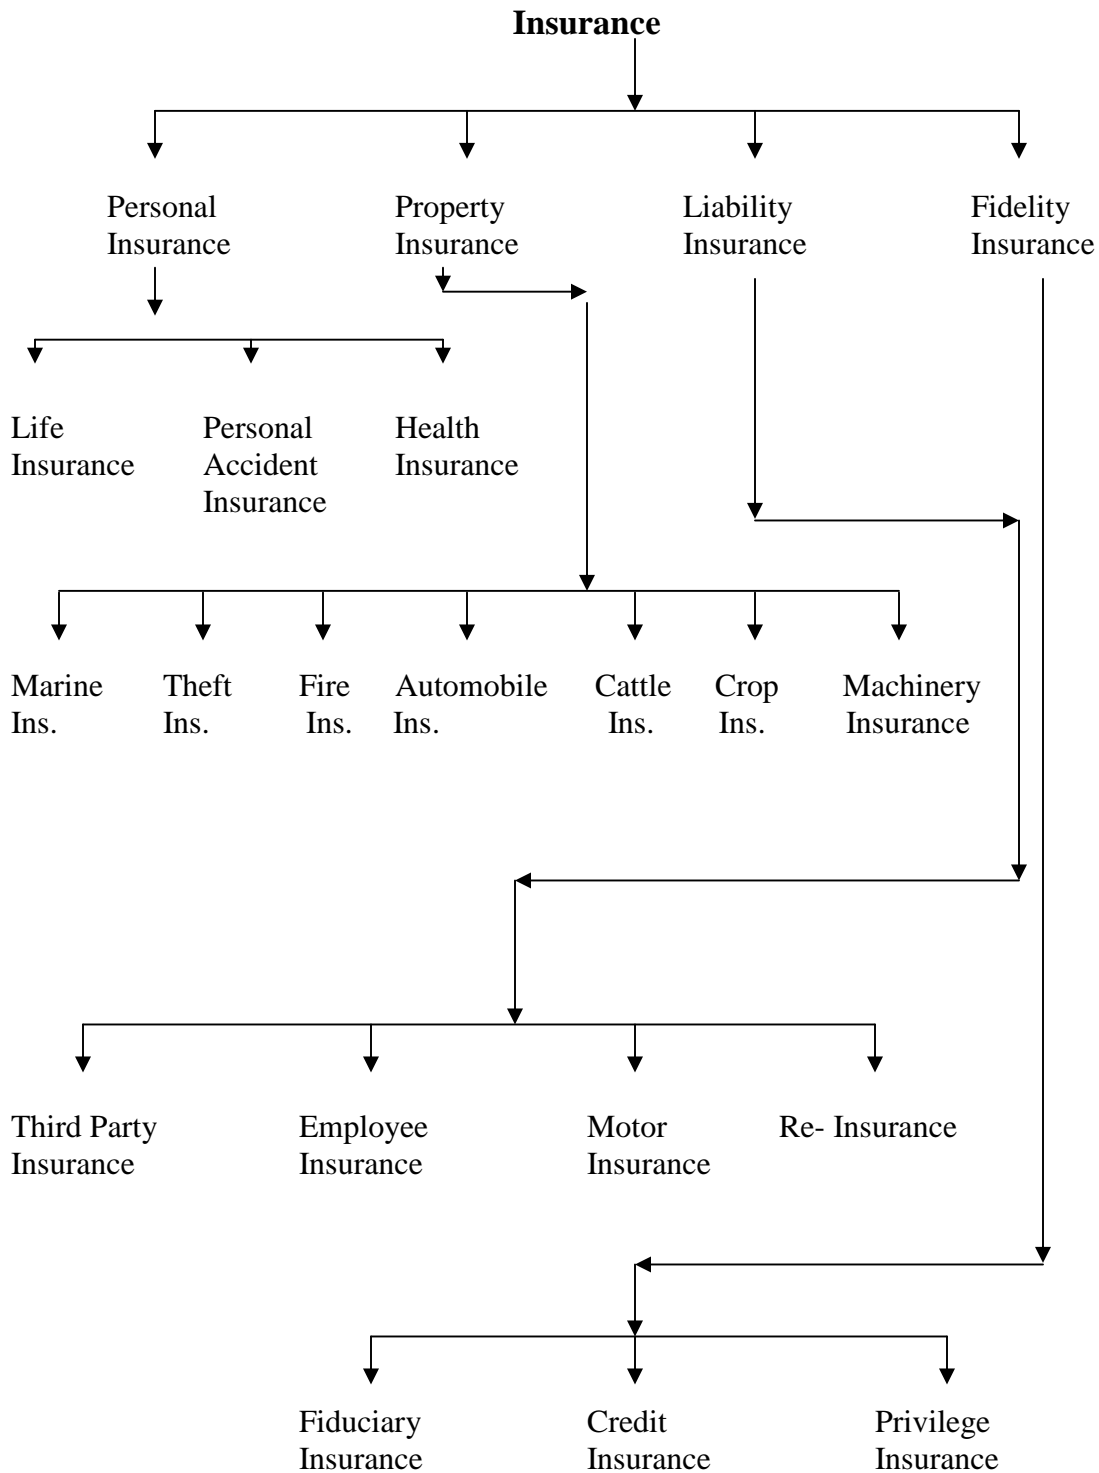 Insurance
Personal Insurance
Property Insurance
Liability Insurance
Fidelity Insurance
Life Insurance
Personal Accident Insurance
Health Insurance
Marine Ins.
Theft Ins.
Fire Ins.
Automobile Ins.
Cattle Ins.
Crop Ins.
Machinery Insurance
Third Party Insurance
Employee Insurance
Motor Insurance
Re- Insurance
Fiduciary Insurance
Credit Insurance
Privilege Insurance